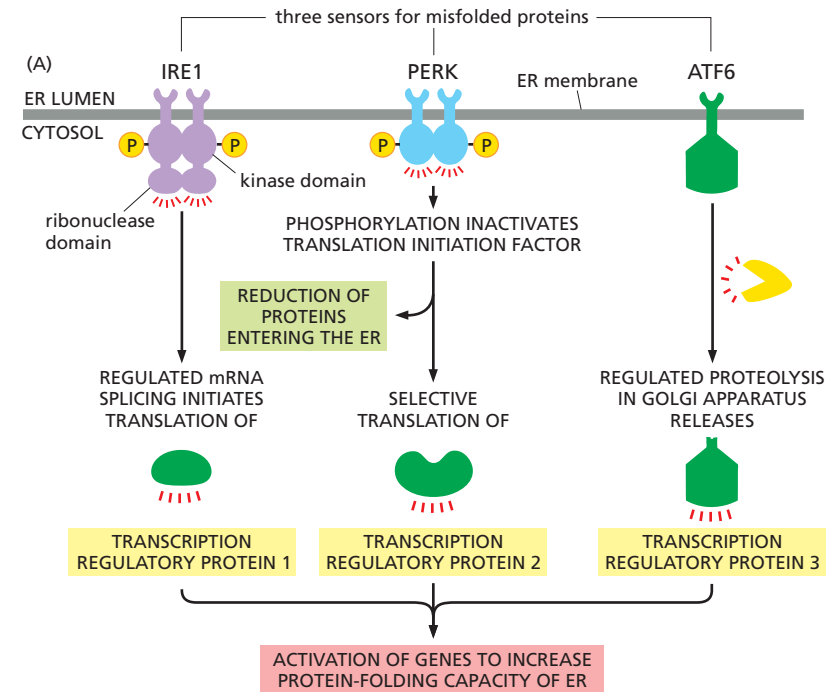 three sensors for misfolded proteins
(A)
IRE1
PERK
ATF6
ER membrane
ER LUMEN
CYTOSOL
P
P
P
P
kinase domain
ribonuclease
domain
PHOSPHORYLATION INACTIVATES
TRANSLATION INITIATION FACTOR
REDUCTION OF
PROTEINS
ENTERING THE ER
REGULATED mRNA
SPLICING INITIATES
TRANSLATION OF
SELECTIVE
TRANSLATION OF
REGULATED PROTEOLYSIS
IN GOLGI APPARATUS
RELEASES
TRANSCRIPTION
REGULATORY PROTEIN 1
TRANSCRIPTION
REGULATORY PROTEIN 2
TRANSCRIPTION
REGULATORY PROTEIN 3
ACTIVATION OF GENES TO INCREASE
PROTEIN-FOLDING CAPACITY OF ER